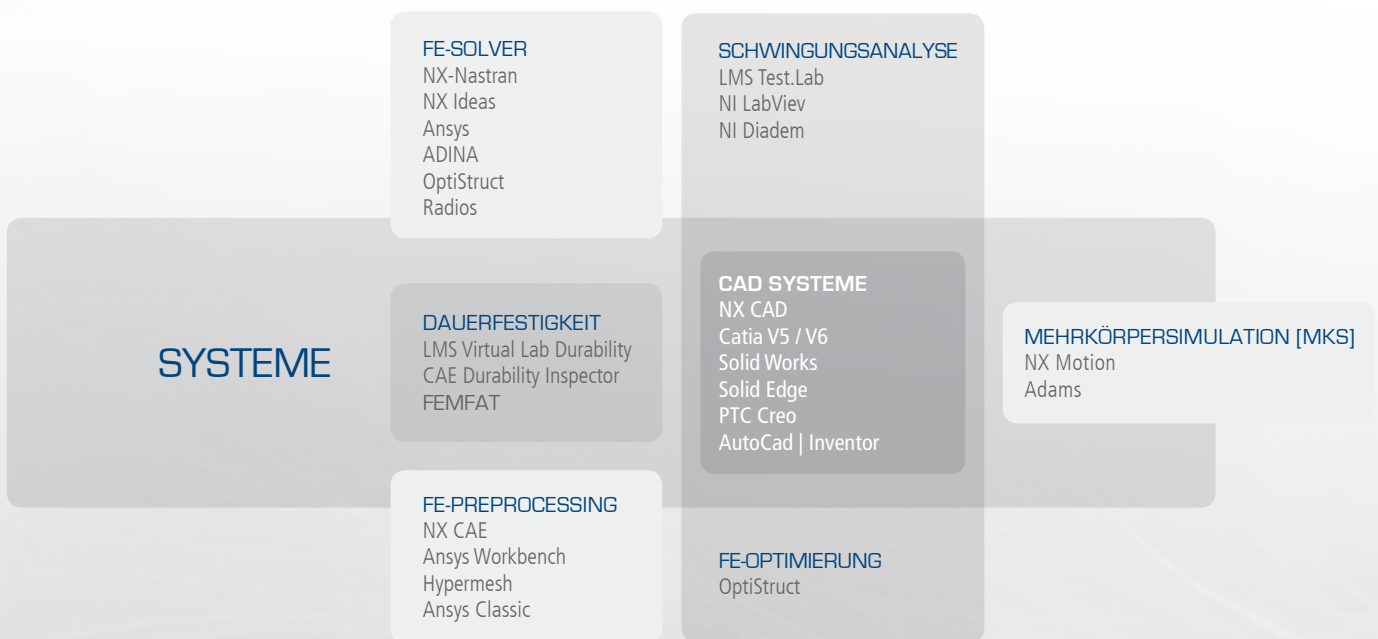 SYSTEME
FE-SOLVER
NX-Nastran
NX Ideas
Ansys
ADINA
OptiStruct
Radios
DAUERFESTIGKEIT
LMS Virtual Lab Durability
CAE Durability Inspector
FEMFAT
FE-PREPROCESSING
NX CAE
Ansys Workbench
Hypermesh
Ansys Classic
SCHWINGUNGSANALYSE
LMS Test.Lab
NI LabViev
NI Diadem
CAD SYSTEME
NX CAD
Catia V5 / V6
Solid Works
Solid Edge
PTC Creo
AutoCad | Inventor
FE-OPTIMIERUNG
OptiStruct
MEHRKÖRPERSIMULATION [MKS]
NX Motion
Adams